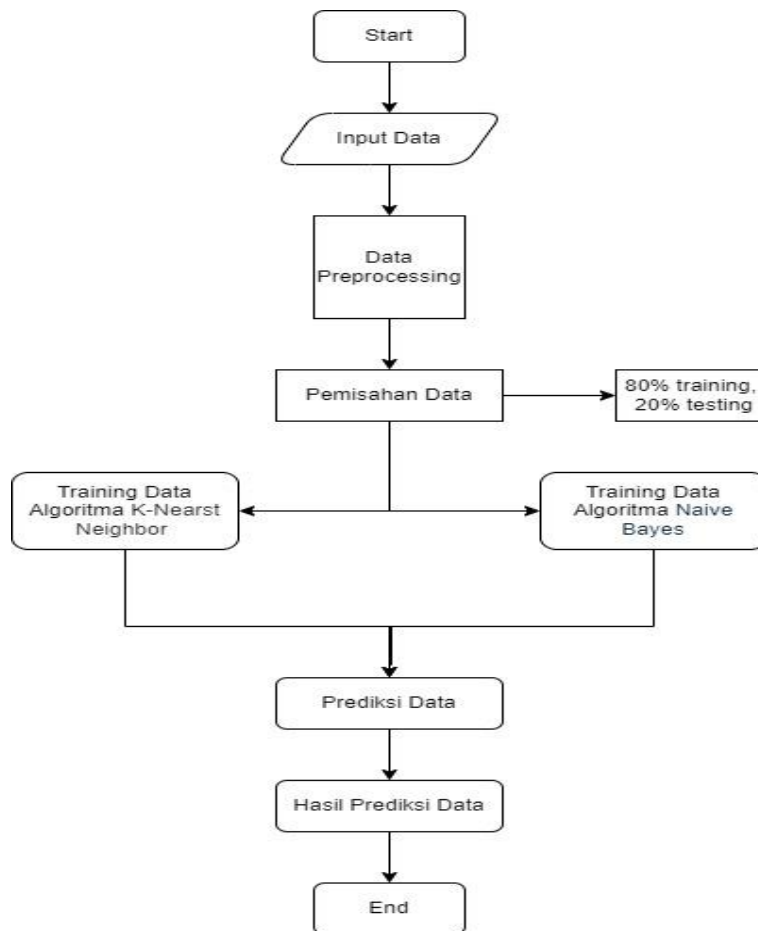 Start
Input Data
Data
Preprocessing
Pemisahan Data
80% training,
20% testing
Training Data
Algoritma K-Nearst
Neighbor
Training Data
Algoritma Naive
Bayes
Prediksi Data
Hasil Prediksi Data
End